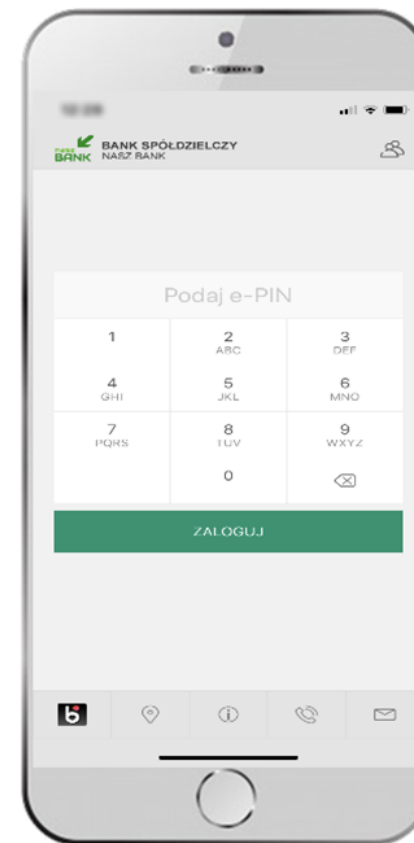 nasz BANK
BANK SPÓŁDZIELCZY
NASZ BANK
Podaj e-PIN
1
2
3
ABC
DEF
4
5
6
GHI
JKL
MNO
7
8
9
PQRS
TUV
WXYZ
0
ZALOGUJ